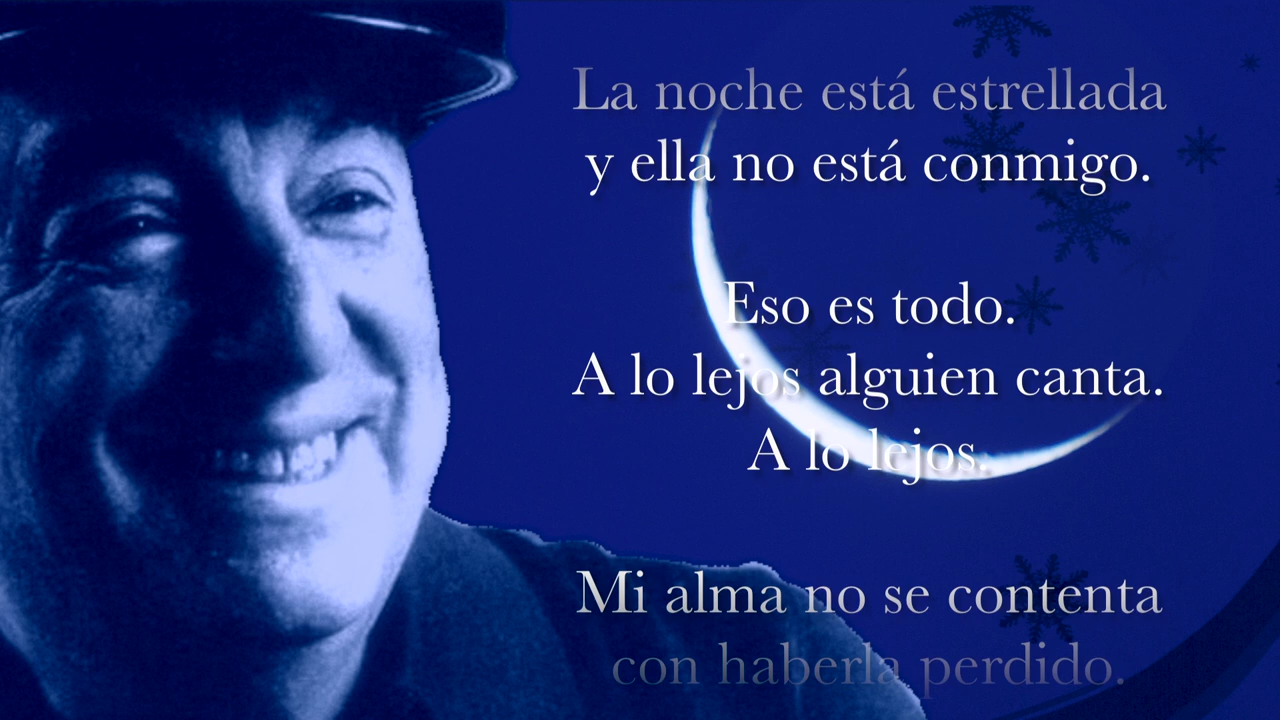 La noche está estrellada
y ella no está conmigo.
Eso es todo.
A lo lejos alguien canta.
A lo lejos.
Mi alma no se contenta
con haberla perdido.